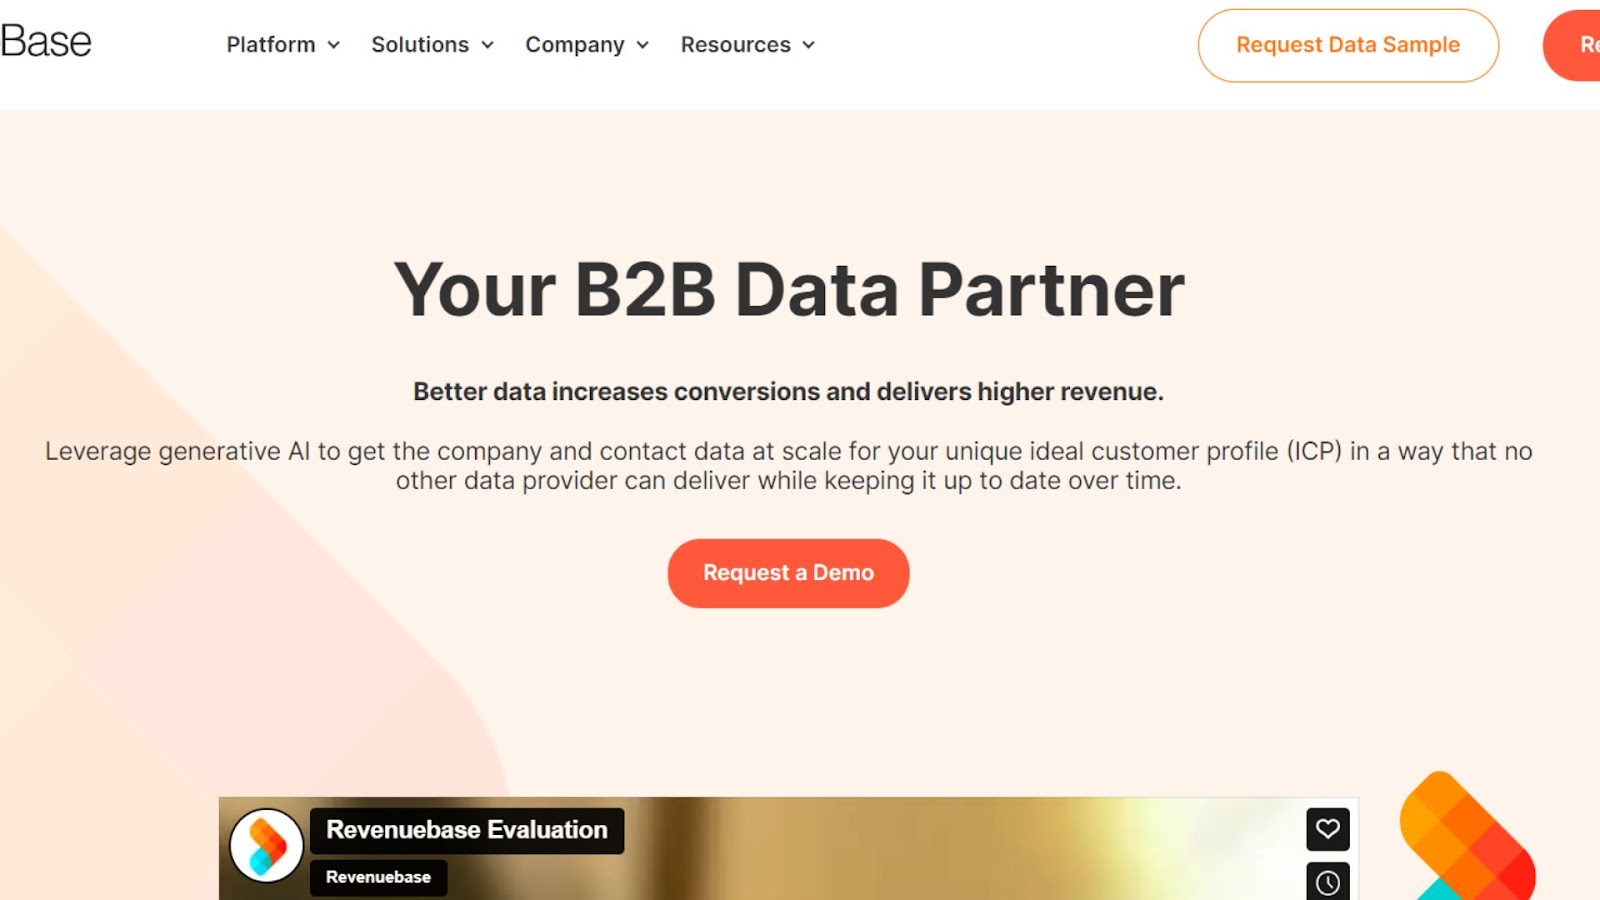 Base
Platform
Solutions
Company
Resources
Request Data Sample
Re
Your B2B Data Partner
Better data increases conversions and delivers higher revenue.
Leverage generative AI to get the company and contact data at scale for your unique ideal customer profile (ICP) in a way that no
other data provider can deliver while keeping it up to date over time.
Request a Demo
Revenuebase Evaluation
Revenuebase